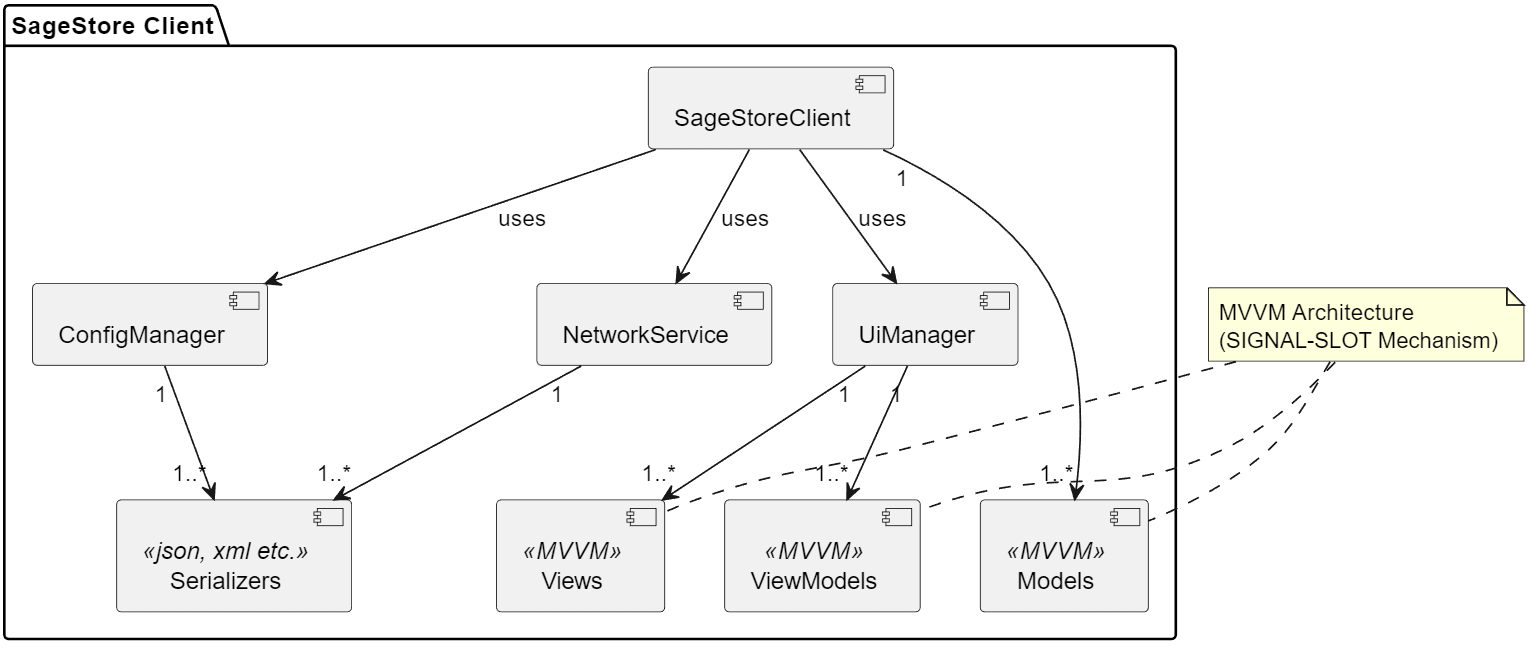 SageStore Client
SageStoreClient
1
uses
uses
uses
ConfigManager
NetworkService
UiManager
MVVM Architecture
(SIGNAL-SLOT Mechanism)
1
1
1
1
1..*
1..*
1..*
1..*
1..*
«json, xml etc.»
Serializers
«MVVM»
Views
«MVVM»
ViewModels
«MVVM»
Models